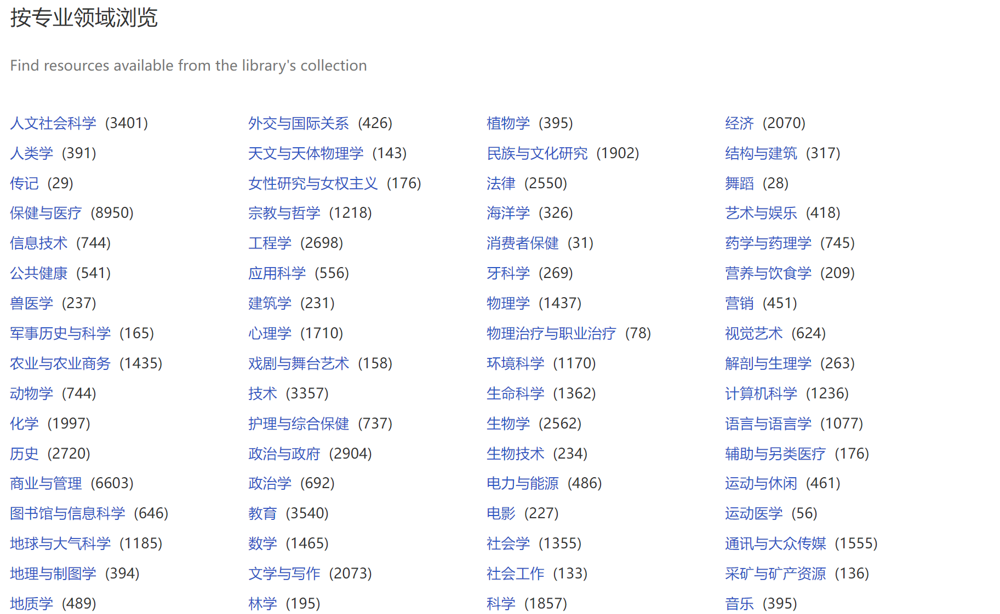 按专业领域浏览
Find resources available from the library's collection
人文社会科学 (3401)
人类学 (391)
传记 (29)
保健与医疗 (8950)
信息技术 (744)
公共健康 (541)
兽医学 (237)
军事历史与科学 (165)
农业与农业商务 (1435)
动物学 (744)
化学 (1997)
历史 (2720)
商业与管理 (6603)
图书馆与信息科学 (646)
地球与大气科学 (1185)
地理与制图学 (394)
地质学 (489)
外交与国际关系 (426)
天文与天体物理学 (143)
女性研究与女权主义 (176)
宗教与哲学 (1218)
工程学 (2698)
应用科学 (556)
建筑学 (231)
心理学 (1710)
戏剧与舞台艺术 (158)
技术 (3357)
护理与综合保健 (737)
政治与政府 (2904)
政治学 (692)
教育 (3540)
数学 (1465)
文学与写作 (2073)
林学 (195)
植物学 (395)
民族与文化研究 (1902)
法律 (2550)
海洋学 (326)
消费者保健 (31)
牙科学 (269)
物理学 (1437)
物理治疗与职业治疗 (78)
环境科学 (1170)
生命科学 (1362)
生物学 (2562)
生物技术 (234)
电力与能源 (486)
电影 (227)
社会学 (1355)
社会工作 (133)
科学 (1857)
经济 (2070)
结构与建筑 (317)
舞蹈 (28)
艺术与娱乐 (418)
药学与药理学 (745)
营养与饮食学 (209)
营销 (451)
视觉艺术 (624)
解剖与生理学 (263)
计算机科学 (1236)
语言与语言学 (1077)
辅助与另类医疗 (176)
运动与休闲 (461)
运动医学 (56)
通讯与大众传媒 (1555)
采矿与矿产资源 (136)
音乐 (395)